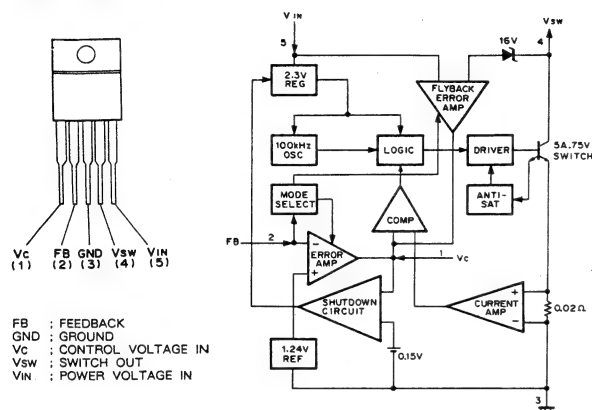 VIN
5
2.3V
REG
100kHz
OSC
MODE
SELECT
FB
2
LOGIC
COMP
ERROR
AMP
1 Vc
SHUTDOWN
CIRCUIT
1.24V
REF
0.15V
FLYBACK
ERROR
AMP
16V
VSW
4
DRIVER
ANTI-
SAT
5A.75V
SWITCH
CURRENT
AMP
0.02Ω
3
Vc FB GND VSW VIN
(1) (2) (3) (4) (5)
FB : FEEDBACK
GND : GROUND
Vc : CONTROL VOLTAGE IN
VSW : SWITCH OUT
VIN : POWER VOLTAGE IN